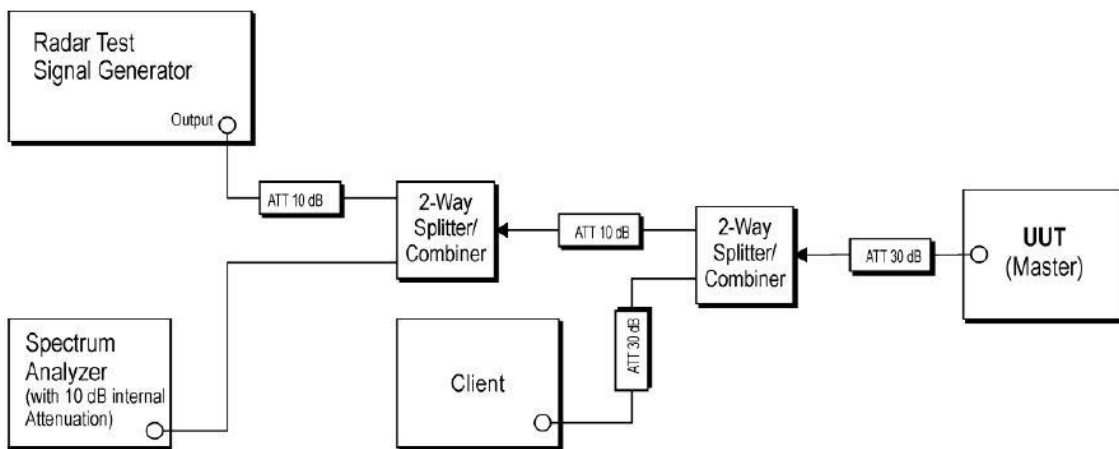 Radar Test
Signal Generator
Output
ATT 10 dB
2-Way
Splitter/
Combiner
ATT 10 dB
2-Way
Splitter/
Combiner
ATT 30 dB
UUT
(Master)
Spectrum
Analyzer
(with 10 dB internal
Attenuation)
Client
ATT 30 dB